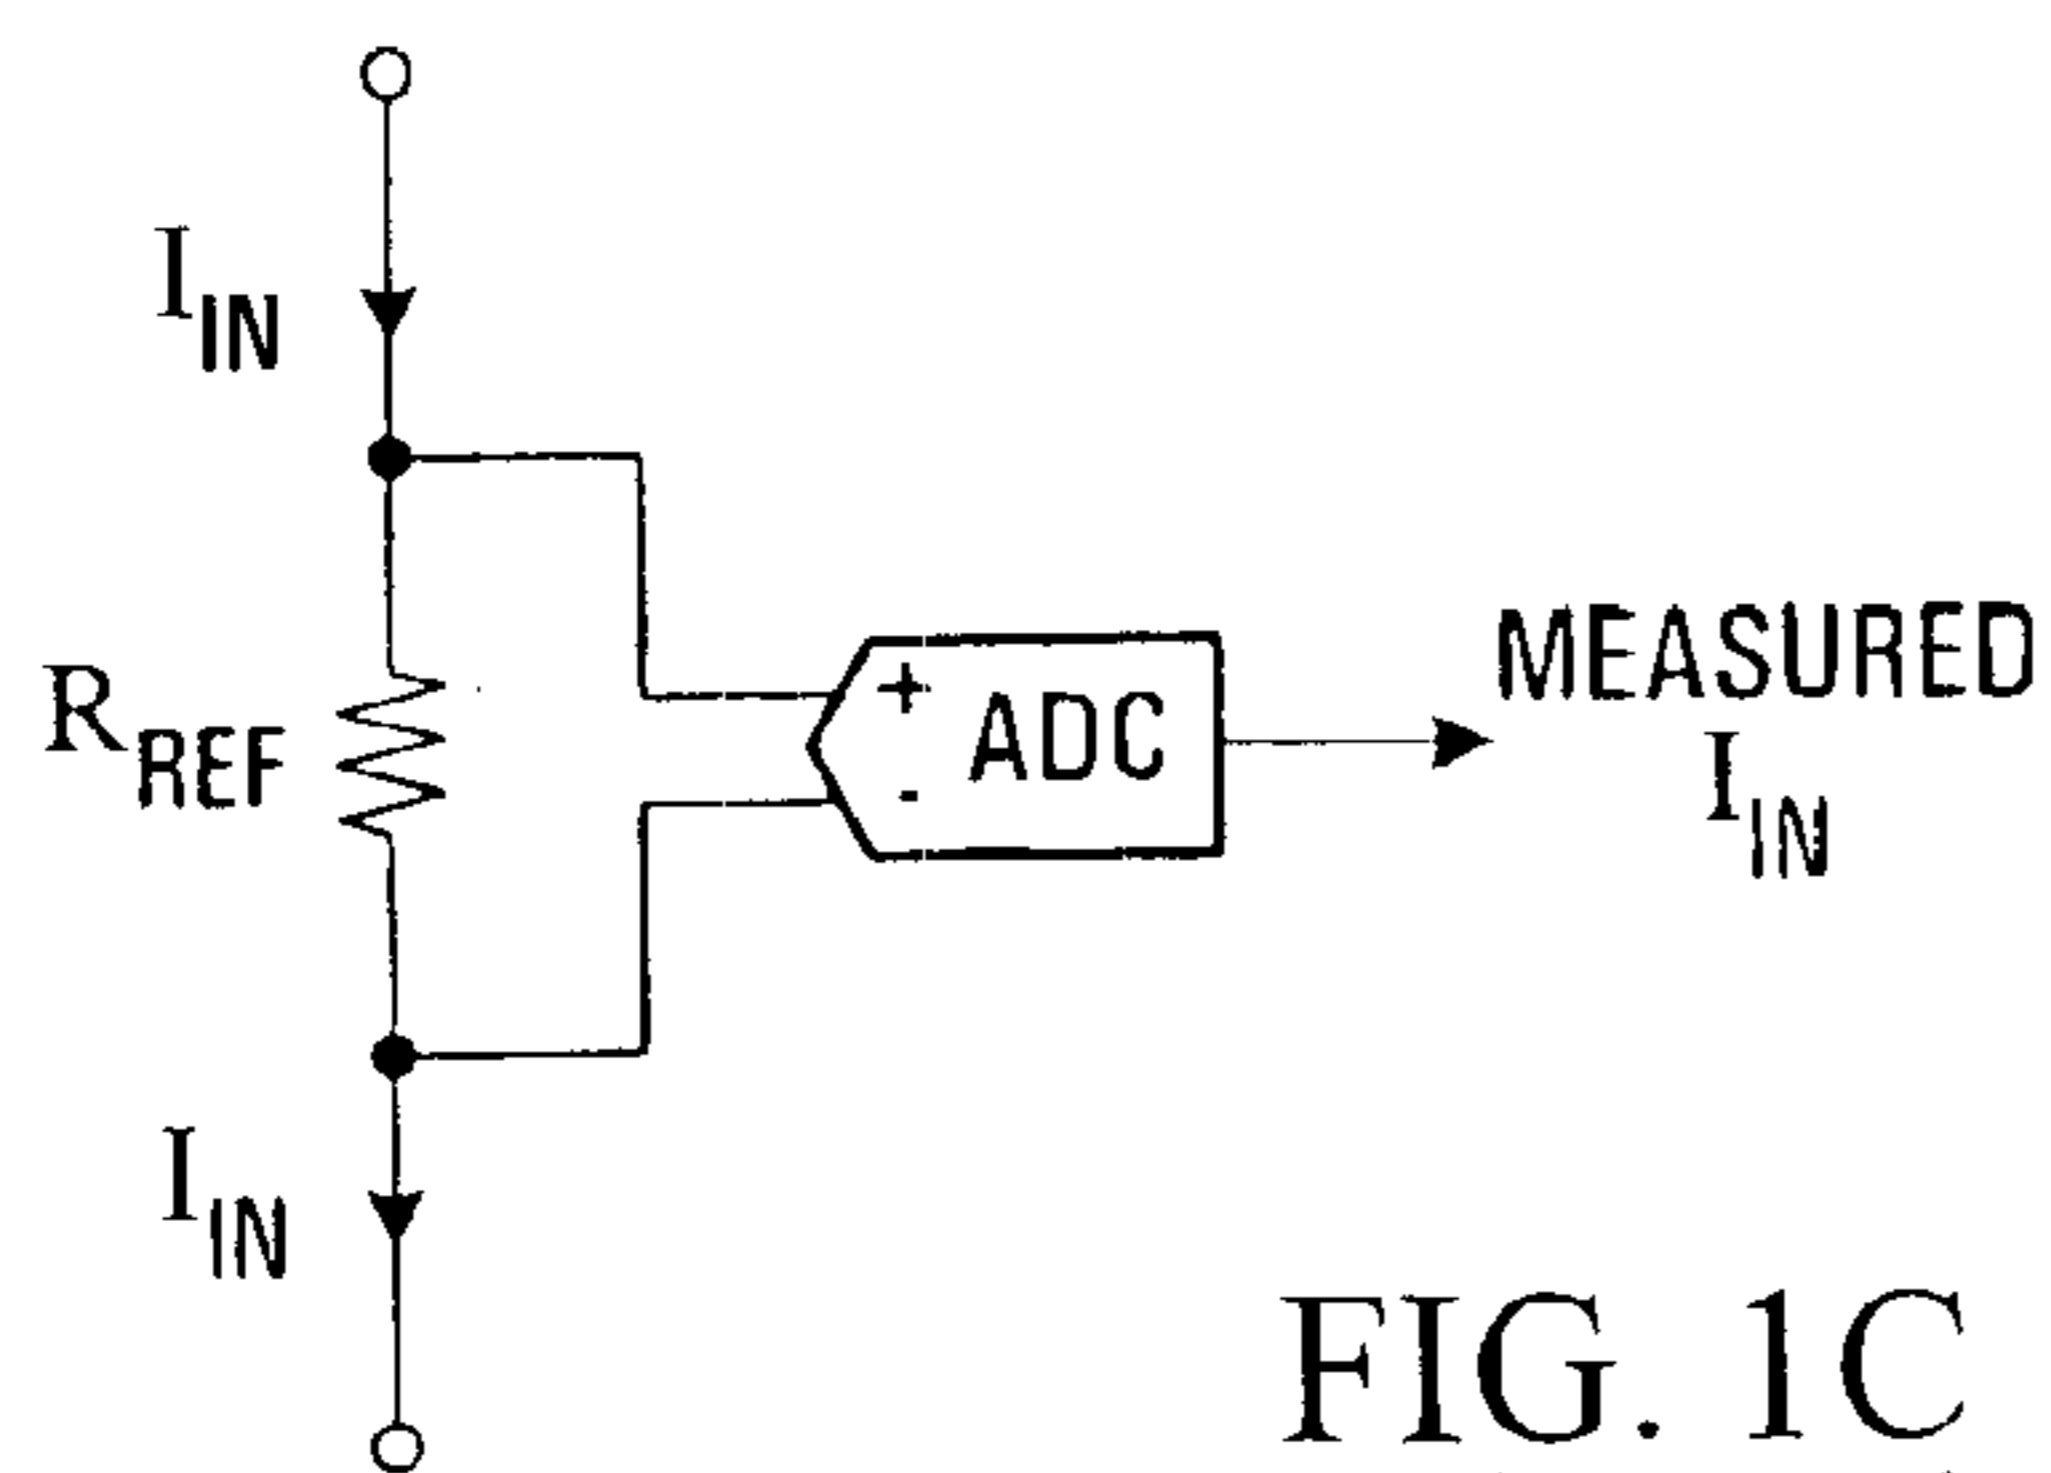 I_IN
R_REF
+
ADC
-
MEASURED
I_IN
I_IN
FIG. 1C